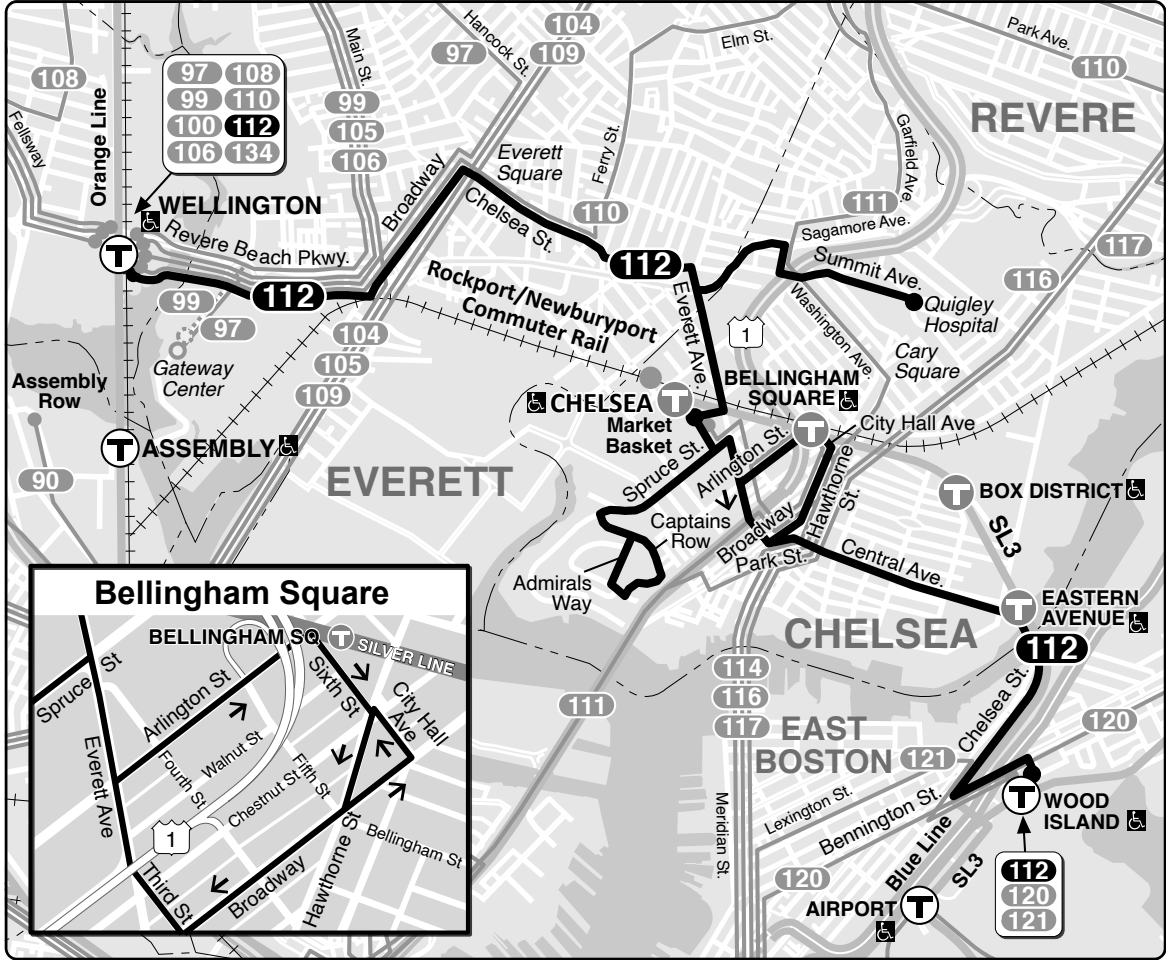 104
97
109
Hancock St.
Elm St.
Park Ave.
110
108
97 108
99 110
100 112
106 134
Main St.
99
105
106
REVERE
Fellsway
Orange Line
Garfield Ave.
Everett
Square
Ferry St.
Broadway
WELLINGTON
T
Revere Beach Pkwy.
Chelsea St.
110
111
Sagamore Ave.
117
112
Summit Ave.
116
112
Rockport/Newburyport
Commuter Rail
Everett Ave.
Washington Ave.
Quigley
Hospital
99
97
104
105
109
1
Cary
Square
Gateway
Center
Assembly
Row
BELLINGHAM
SQUARE
T
CHELSEA
T
Market
Basket
City Hall Ave
T
ASSEMBLY
EVERETT
90
Spruce St.
Arlington St.
Hawthorne
St.
T
BOX DISTRICT
SL3
Captains
Row
Broadway
Park St.
Central Ave.
Admirals
Way
T
EASTERN
AVENUE
CHELSEA
112
114
116
117
111
Chelsea St.
120
EAST
BOSTON
121
Lexington St.
Bennington St.
Meridian St.
T
WOOD
ISLAND
Blue Line
SL3
112
120
121
120
AIRPORT
T
Bellingham Square
BELLINGHAM SQ
T
SILVER LINE
Spruce St
Arlington St
Sixth St
City Hall
Ave
Everett Ave
Fourth St
Walnut St
Fifth St
Chestnut St
1
Bellingham St
Third St
Broadway
Hawthorne St